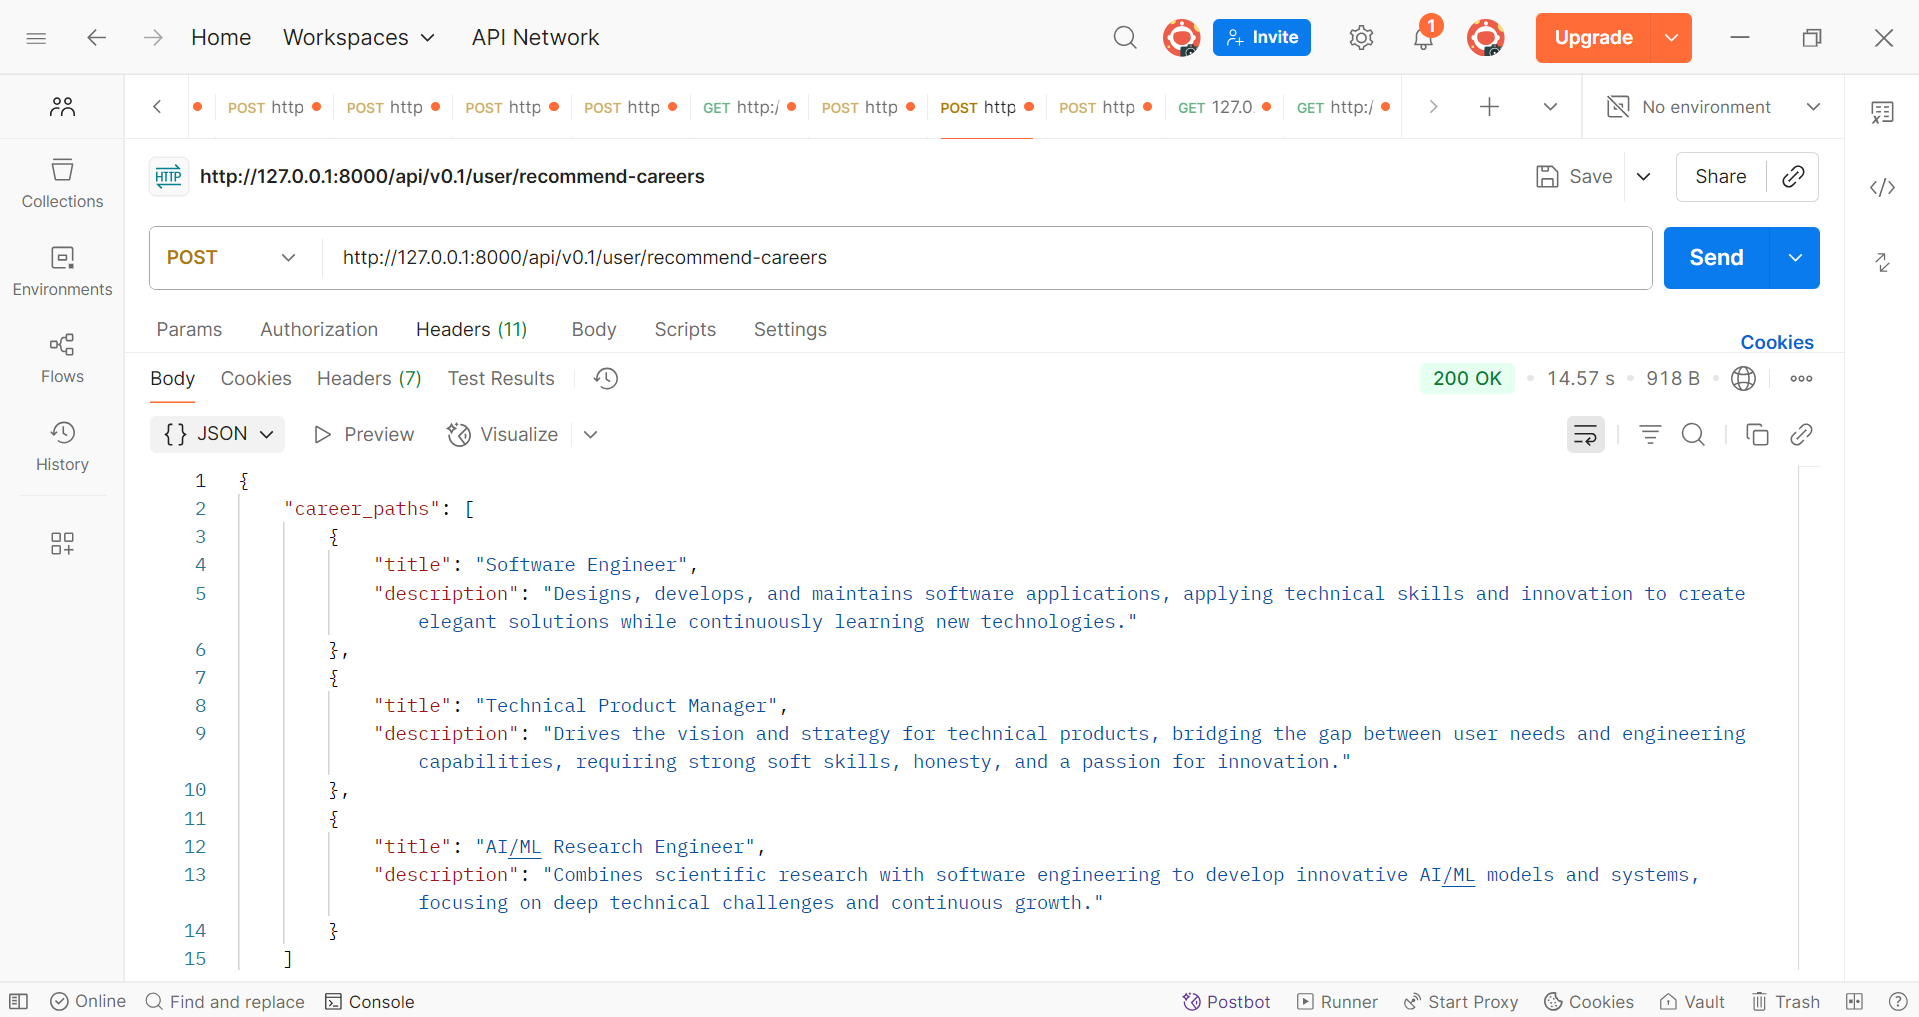 Home Workspaces API Network Invite 1 Upgrade
POST http POST http POST http POST http GET http:/ POST http POST http POST http GET 127.0. GET http:/ No environment
HTTP http://127.0.0.1:8000/api/v0.1/user/recommend-careers Save Share
POST http://127.0.0.1:8000/api/v0.1/user/recommend-careers Send
Collections
Environments
Flows
History
Params Authorization Headers (11) Body Scripts Settings
Cookies
Body Cookies Headers (7) Test Results 200 OK 14.57 s 918 B
{} JSON Preview Visualize
1 {
2 "career_paths": [
3 {
4 "title": "Software Engineer",
5 "description": "Designs, develops, and maintains software applications, applying technical skills and innovation to create
elegant solutions while continuously learning new technologies."
6 },
7 {
8 "title": "Technical Product Manager",
9 "description": "Drives the vision and strategy for technical products, bridging the gap between user needs and engineering
capabilities, requiring strong soft skills, honesty, and a passion for innovation."
10 },
11 {
12 "title": "AI/ML Research Engineer",
13 "description": "Combines scientific research with software engineering to develop innovative AI/ML models and systems,
focusing on deep technical challenges and continuous growth."
14 }
15 ]
Online Find and replace Console Postbot Runner Start Proxy Cookies Vault Trash